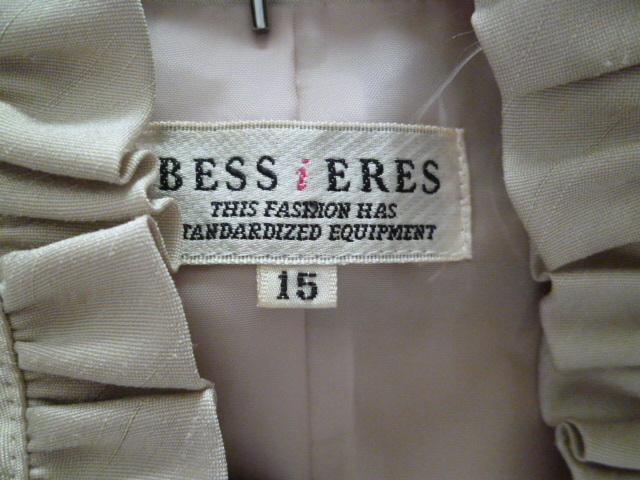 BESSiERES
THIS FASHION HAS
TANDARDIZED EQUIPMENT
15